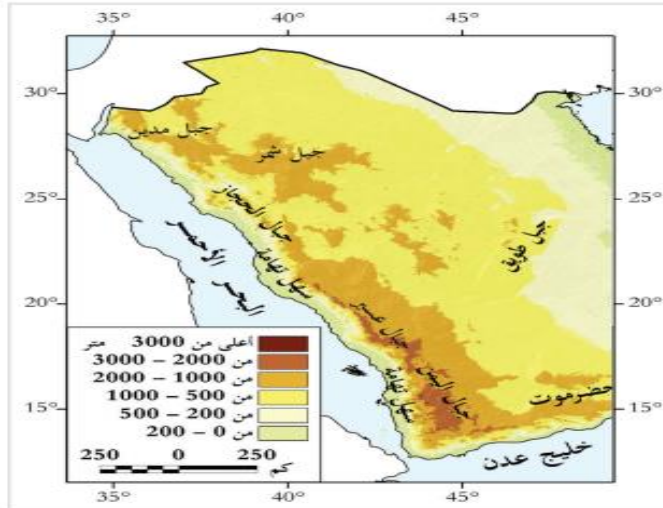 35° 40° 45°
30°
30°
جبل مدين
جبل شمر
25°
25°
جبال الحجاز
جبل طويق
سهل تهامة
البحر الأحمر
20°
20°
جبال عسير
جبال اليمن
سهل تهامة
حضرموت
15°
15°
خليج عدن
أعلى من 3000 متر
من 2000 – 3000
من 1000 – 2000
من 500 – 1000
من 200 – 500
من 0 – 200
250 0 250 كم
35° 40° 45°